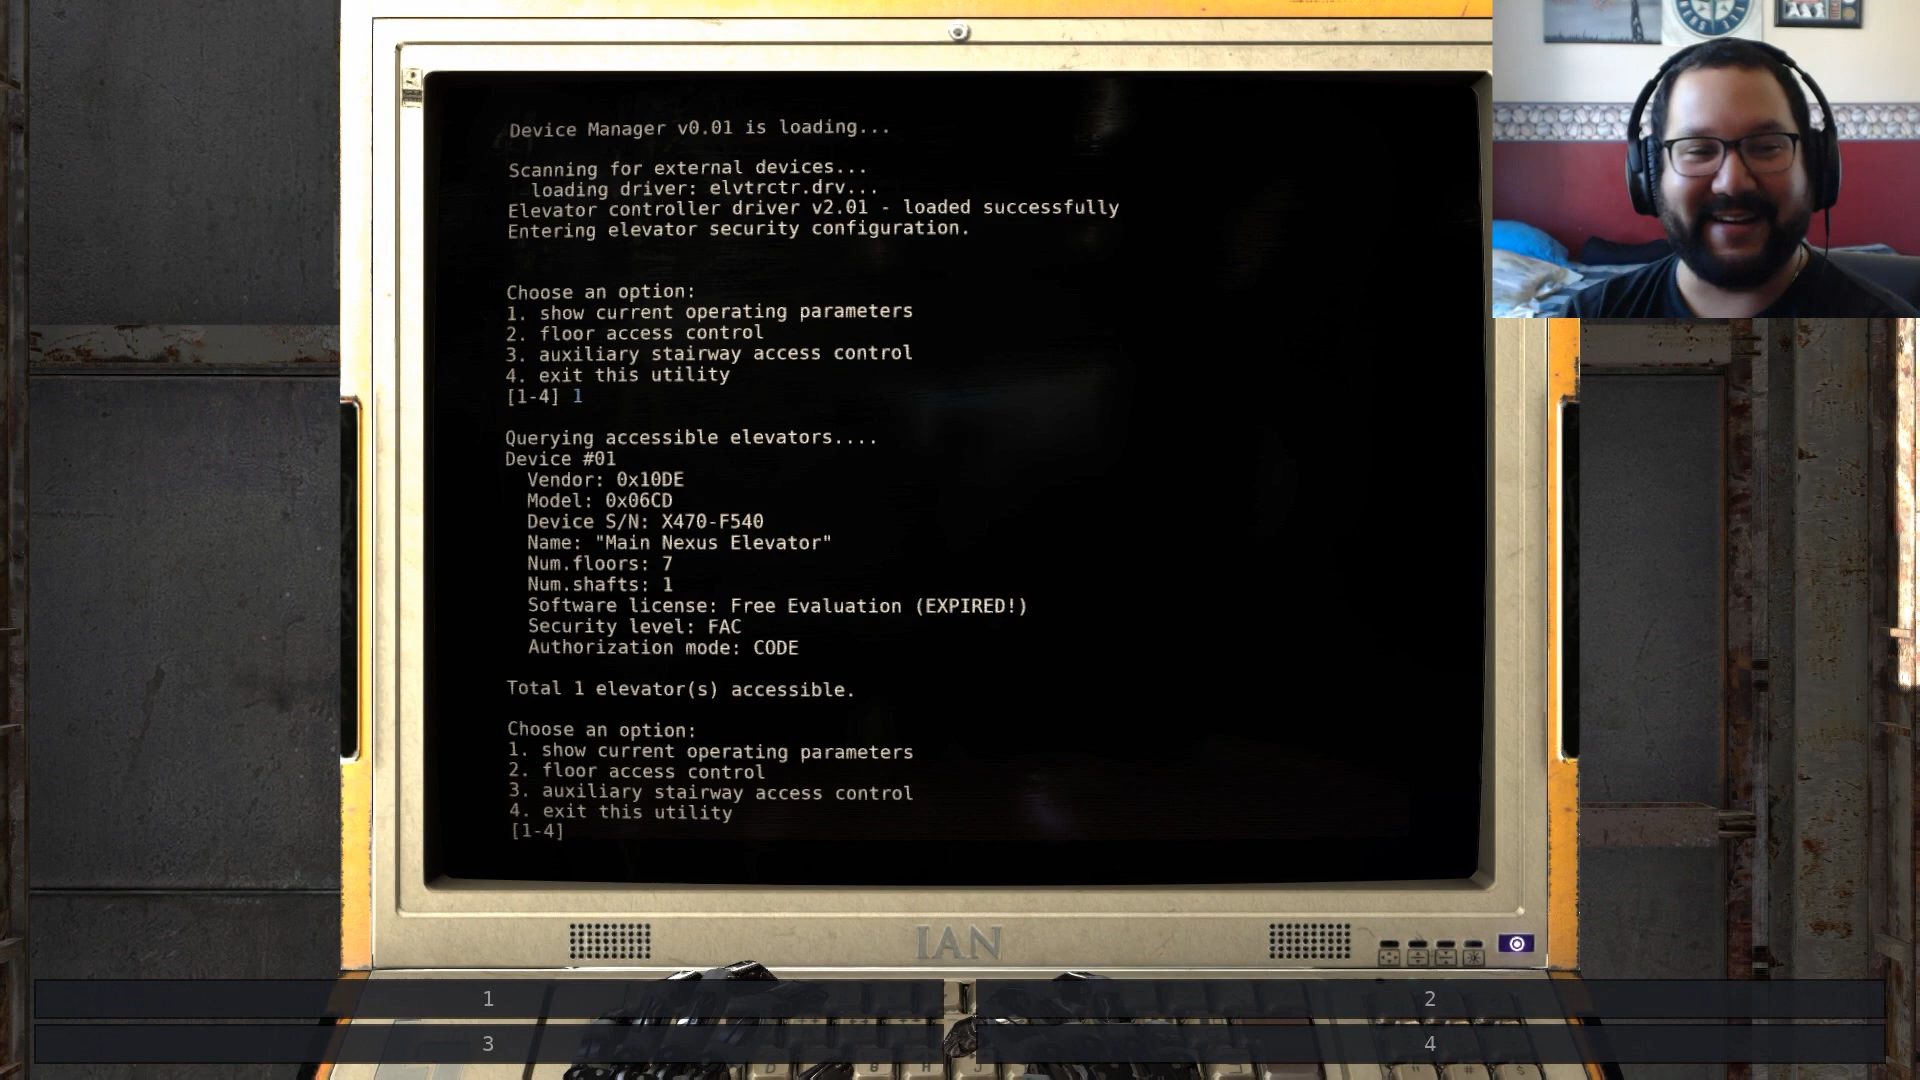 Device Manager v0.01 is loading...
Scanning for external devices...
loading driver: elvtrctr.drv...
Elevator controller driver v2.01 - loaded successfully
Entering elevator security configuration.
Choose an option:
1. show current operating parameters
2. floor access control
3. auxiliary stairway access control
4. exit this utility
[1-4] 1
Querying accessible elevators....
Device #01
Vendor: 0x10DE
Model: 0x06CD
Device S/N: X470-F540
Name: "Main Nexus Elevator"
Num.floors: 7
Num.shafts: 1
Software license: Free Evaluation (EXPIRED!)
Security level: FAC
Authorization mode: CODE
Total 1 elevator(s) accessible.
Choose an option:
1. show current operating parameters
2. floor access control
3. auxiliary stairway access control
4. exit this utility
[1-4]
IAN
1
2
3
4